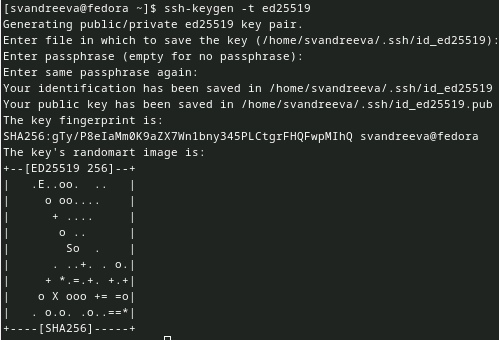 [svandreeva@fedora ~]$ ssh-keygen -t ed25519
Generating public/private ed25519 key pair.
Enter file in which to save the key (/home/svandreeva/.ssh/id_ed25519):
Enter passphrase (empty for no passphrase):
Enter same passphrase again:
Your identification has been saved in /home/svandreeva/.ssh/id_ed25519
Your public key has been saved in /home/svandreeva/.ssh/id_ed25519.pub
The key fingerprint is:
SHA256:gTy/P8eIaMm0K9aZX7Wn1bny345PLCtgrFHQFwpMIhQ svandreeva@fedora
The key's randomart image is:
+--[ED25519 256]--+
|   .E..oo.  ..   |
|     o oo....    |
|      + ....     |
|       o ..      |
|        So  .    |
|      . ..+. . o.|
|     + *.=.+. +.+|
|    o X ooo += =o|
|   . o.o. .o..==*|
+----[SHA256]-----+